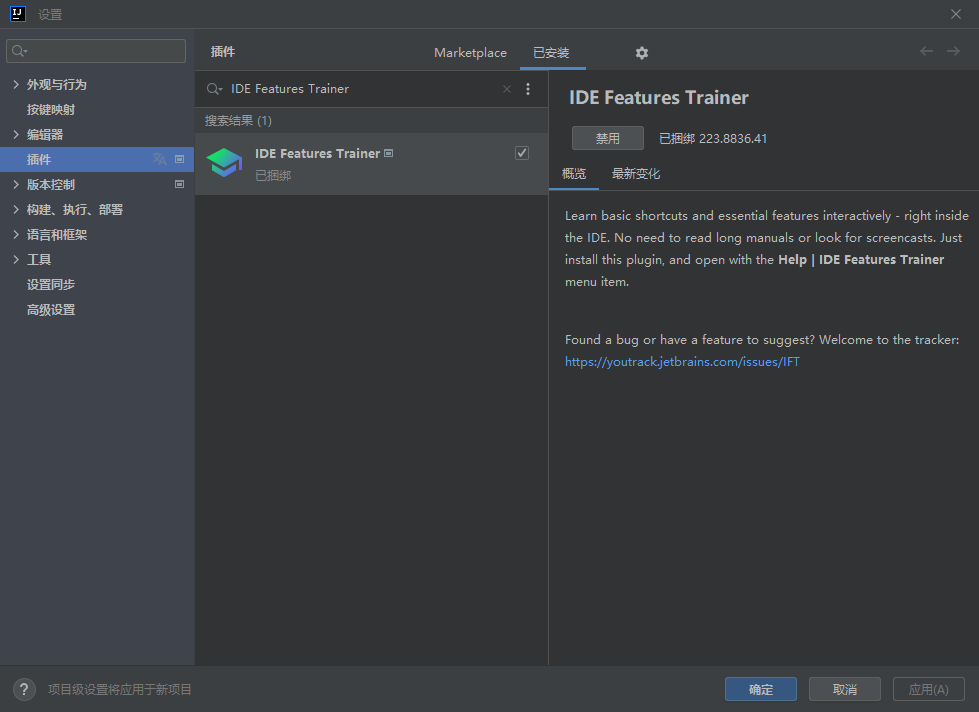 设置
插件
Marketplace
已安装
外观与行为
按键映射
编辑器
插件
版本控制
构建、执行、部署
语言和框架
工具
设置同步
高级设置
IDE Features Trainer
搜索结果 (1)
IDE Features Trainer
已捆绑
IDE Features Trainer
禁用
已捆绑 223.8836.41
概览
最新变化
Learn basic shortcuts and essential features interactively - right inside
the IDE. No need to read long manuals or look for screencasts. Just
install this plugin, and open with the Help | IDE Features Trainer
menu item.
Found a bug or have a feature to suggest? Welcome to the tracker:
https://youtrack.jetbrains.com/issues/IFT
?
项目级设置将应用于新项目
确定
取消
应用(A)